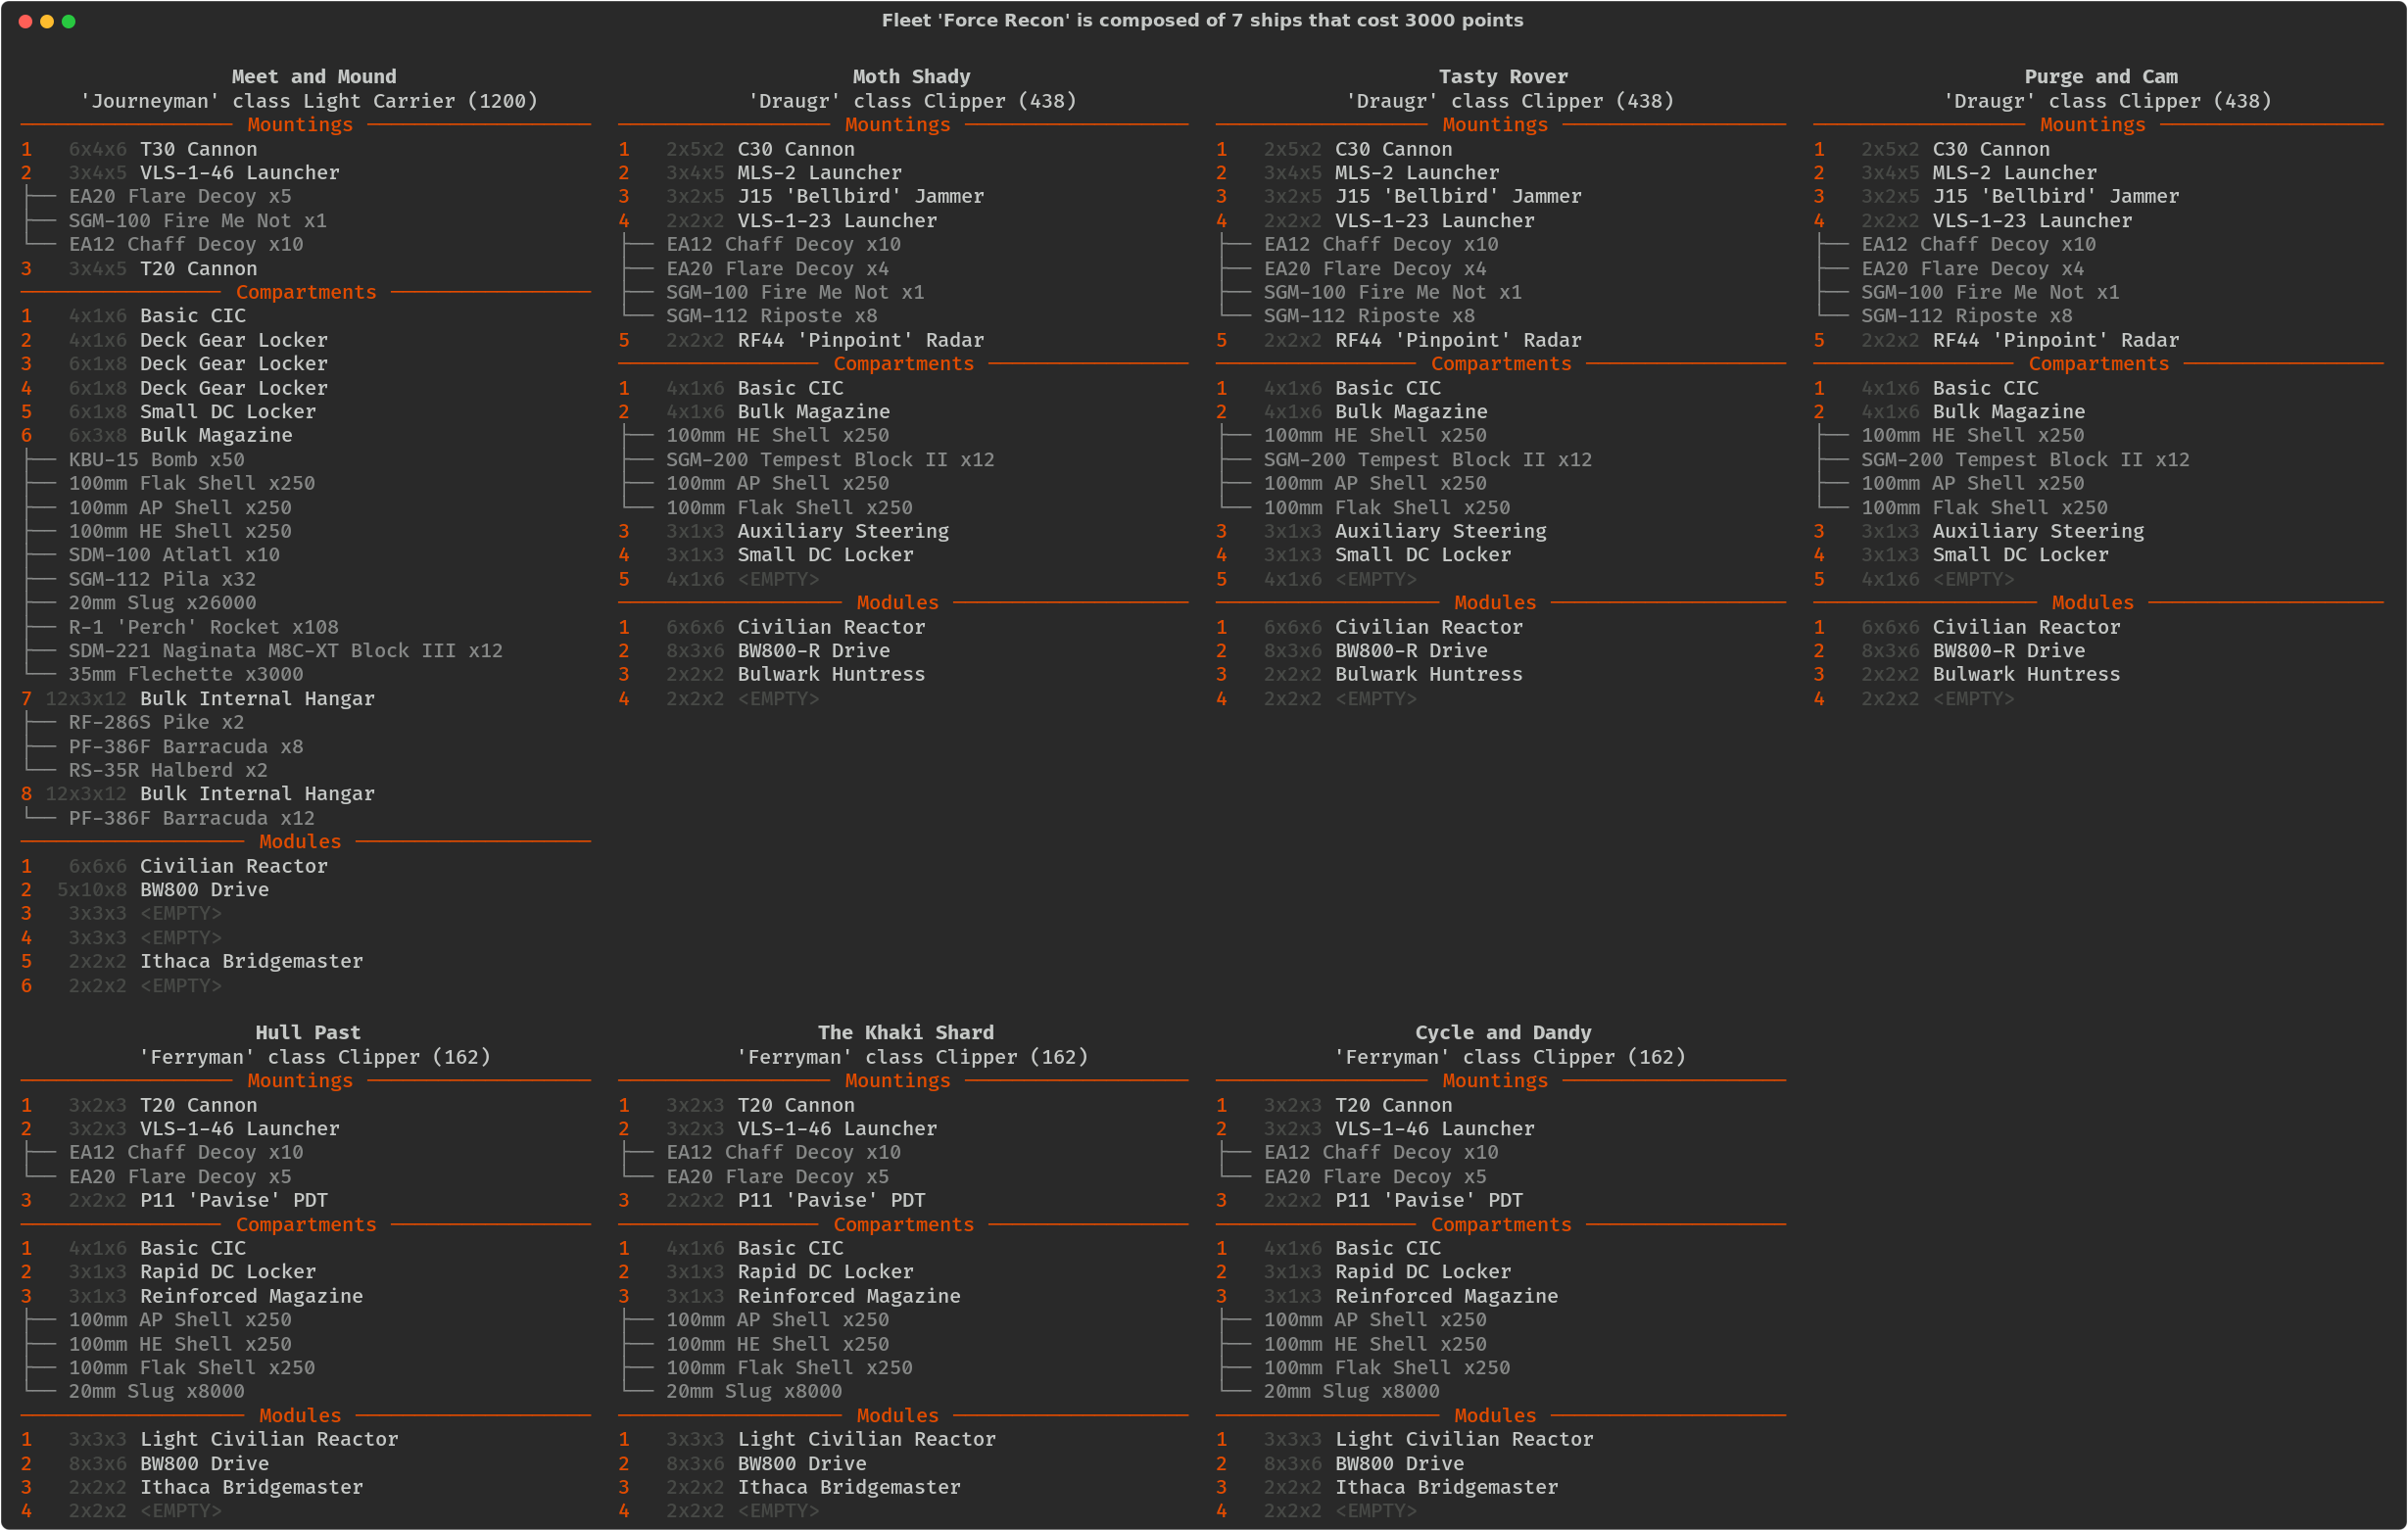 Fleet 'Force Recon' is composed of 7 ships that cost 3000 points
Meet and Mound
'Journeyman' class Light Carrier (1200)
Mountings
1 6x4x6 T30 Cannon
2 3x4x5 VLS-1-46 Launcher
EA20 Flare Decoy x5
SGM-100 Fire Me Not x1
EA12 Chaff Decoy x10
3 3x4x5 T20 Cannon
Compartments
1 4x1x6 Basic CIC
2 4x1x6 Deck Gear Locker
3 6x1x8 Deck Gear Locker
4 6x1x8 Deck Gear Locker
5 6x1x8 Small DC Locker
6 6x3x8 Bulk Magazine
KBU-15 Bomb x50
100mm Flak Shell x250
100mm AP Shell x250
100mm HE Shell x250
SDM-100 Atlatl x10
SGM-112 Pila x32
20mm Slug x26000
R-1 'Perch' Rocket x108
SDM-221 Naginata M8C-XT Block III x12
35mm Flechette x3000
7 12x3x12 Bulk Internal Hangar
RF-286S Pike x2
PF-386F Barracuda x8
RS-35R Halberd x2
8 12x3x12 Bulk Internal Hangar
PF-386F Barracuda x12
Modules
1 6x6x6 Civilian Reactor
2 5x10x8 BW800 Drive
3 3x3x3 <EMPTY>
4 3x3x3 <EMPTY>
5 2x2x2 Ithaca Bridgemaster
6 2x2x2 <EMPTY>
Moth Shady
'Draugr' class Clipper (438)
Mountings
1 2x5x2 C30 Cannon
2 3x4x5 MLS-2 Launcher
3 3x2x5 J15 'Bellbird' Jammer
4 2x2x2 VLS-1-23 Launcher
EA12 Chaff Decoy x10
EA20 Flare Decoy x4
SGM-100 Fire Me Not x1
SGM-112 Riposte x8
5 2x2x2 RF44 'Pinpoint' Radar
Compartments
1 4x1x6 Basic CIC
2 4x1x6 Bulk Magazine
100mm HE Shell x250
SGM-200 Tempest Block II x12
100mm AP Shell x250
100mm Flak Shell x250
3 3x1x3 Auxiliary Steering
4 3x1x3 Small DC Locker
5 4x1x6 <EMPTY>
Modules
1 6x6x6 Civilian Reactor
2 8x3x6 BW800-R Drive
3 2x2x2 Bulwark Huntress
4 2x2x2 <EMPTY>
Tasty Rover
'Draugr' class Clipper (438)
Mountings
1 2x5x2 C30 Cannon
2 3x4x5 MLS-2 Launcher
3 3x2x5 J15 'Bellbird' Jammer
4 2x2x2 VLS-1-23 Launcher
EA12 Chaff Decoy x10
EA20 Flare Decoy x4
SGM-100 Fire Me Not x1
SGM-112 Riposte x8
5 2x2x2 RF44 'Pinpoint' Radar
Compartments
1 4x1x6 Basic CIC
2 4x1x6 Bulk Magazine
100mm HE Shell x250
SGM-200 Tempest Block II x12
100mm AP Shell x250
100mm Flak Shell x250
3 3x1x3 Auxiliary Steering
4 3x1x3 Small DC Locker
5 4x1x6 <EMPTY>
Modules
1 6x6x6 Civilian Reactor
2 8x3x6 BW800-R Drive
3 2x2x2 Bulwark Huntress
4 2x2x2 <EMPTY>
Purge and Cam
'Draugr' class Clipper (438)
Mountings
1 2x5x2 C30 Cannon
2 3x4x5 MLS-2 Launcher
3 3x2x5 J15 'Bellbird' Jammer
4 2x2x2 VLS-1-23 Launcher
EA12 Chaff Decoy x10
EA20 Flare Decoy x4
SGM-100 Fire Me Not x1
SGM-112 Riposte x8
5 2x2x2 RF44 'Pinpoint' Radar
Compartments
1 4x1x6 Basic CIC
2 4x1x6 Bulk Magazine
100mm HE Shell x250
SGM-200 Tempest Block II x12
100mm AP Shell x250
100mm Flak Shell x250
3 3x1x3 Auxiliary Steering
4 3x1x3 Small DC Locker
5 4x1x6 <EMPTY>
Modules
1 6x6x6 Civilian Reactor
2 8x3x6 BW800-R Drive
3 2x2x2 Bulwark Huntress
4 2x2x2 <EMPTY>
Hull Past
'Ferryman' class Clipper (162)
Mountings
1 3x2x3 T20 Cannon
2 3x2x3 VLS-1-46 Launcher
EA12 Chaff Decoy x10
EA20 Flare Decoy x5
3 2x2x2 P11 'Pavise' PDT
Compartments
1 4x1x6 Basic CIC
2 3x1x3 Rapid DC Locker
3 3x1x3 Reinforced Magazine
100mm AP Shell x250
100mm HE Shell x250
100mm Flak Shell x250
20mm Slug x8000
Modules
1 3x3x3 Light Civilian Reactor
2 8x3x6 BW800 Drive
3 2x2x2 Ithaca Bridgemaster
4 2x2x2 <EMPTY>
The Khaki Shard
'Ferryman' class Clipper (162)
Mountings
1 3x2x3 T20 Cannon
2 3x2x3 VLS-1-46 Launcher
EA12 Chaff Decoy x10
EA20 Flare Decoy x5
3 2x2x2 P11 'Pavise' PDT
Compartments
1 4x1x6 Basic CIC
2 3x1x3 Rapid DC Locker
3 3x1x3 Reinforced Magazine
100mm AP Shell x250
100mm HE Shell x250
100mm Flak Shell x250
20mm Slug x8000
Modules
1 3x3x3 Light Civilian Reactor
2 8x3x6 BW800 Drive
3 2x2x2 Ithaca Bridgemaster
4 2x2x2 <EMPTY>
Cycle and Dandy
'Ferryman' class Clipper (162)
Mountings
1 3x2x3 T20 Cannon
2 3x2x3 VLS-1-46 Launcher
EA12 Chaff Decoy x10
EA20 Flare Decoy x5
3 2x2x2 P11 'Pavise' PDT
Compartments
1 4x1x6 Basic CIC
2 3x1x3 Rapid DC Locker
3 3x1x3 Reinforced Magazine
100mm AP Shell x250
100mm HE Shell x250
100mm Flak Shell x250
20mm Slug x8000
Modules
1 3x3x3 Light Civilian Reactor
2 8x3x6 BW800 Drive
3 2x2x2 Ithaca Bridgemaster
4 2x2x2 <EMPTY>